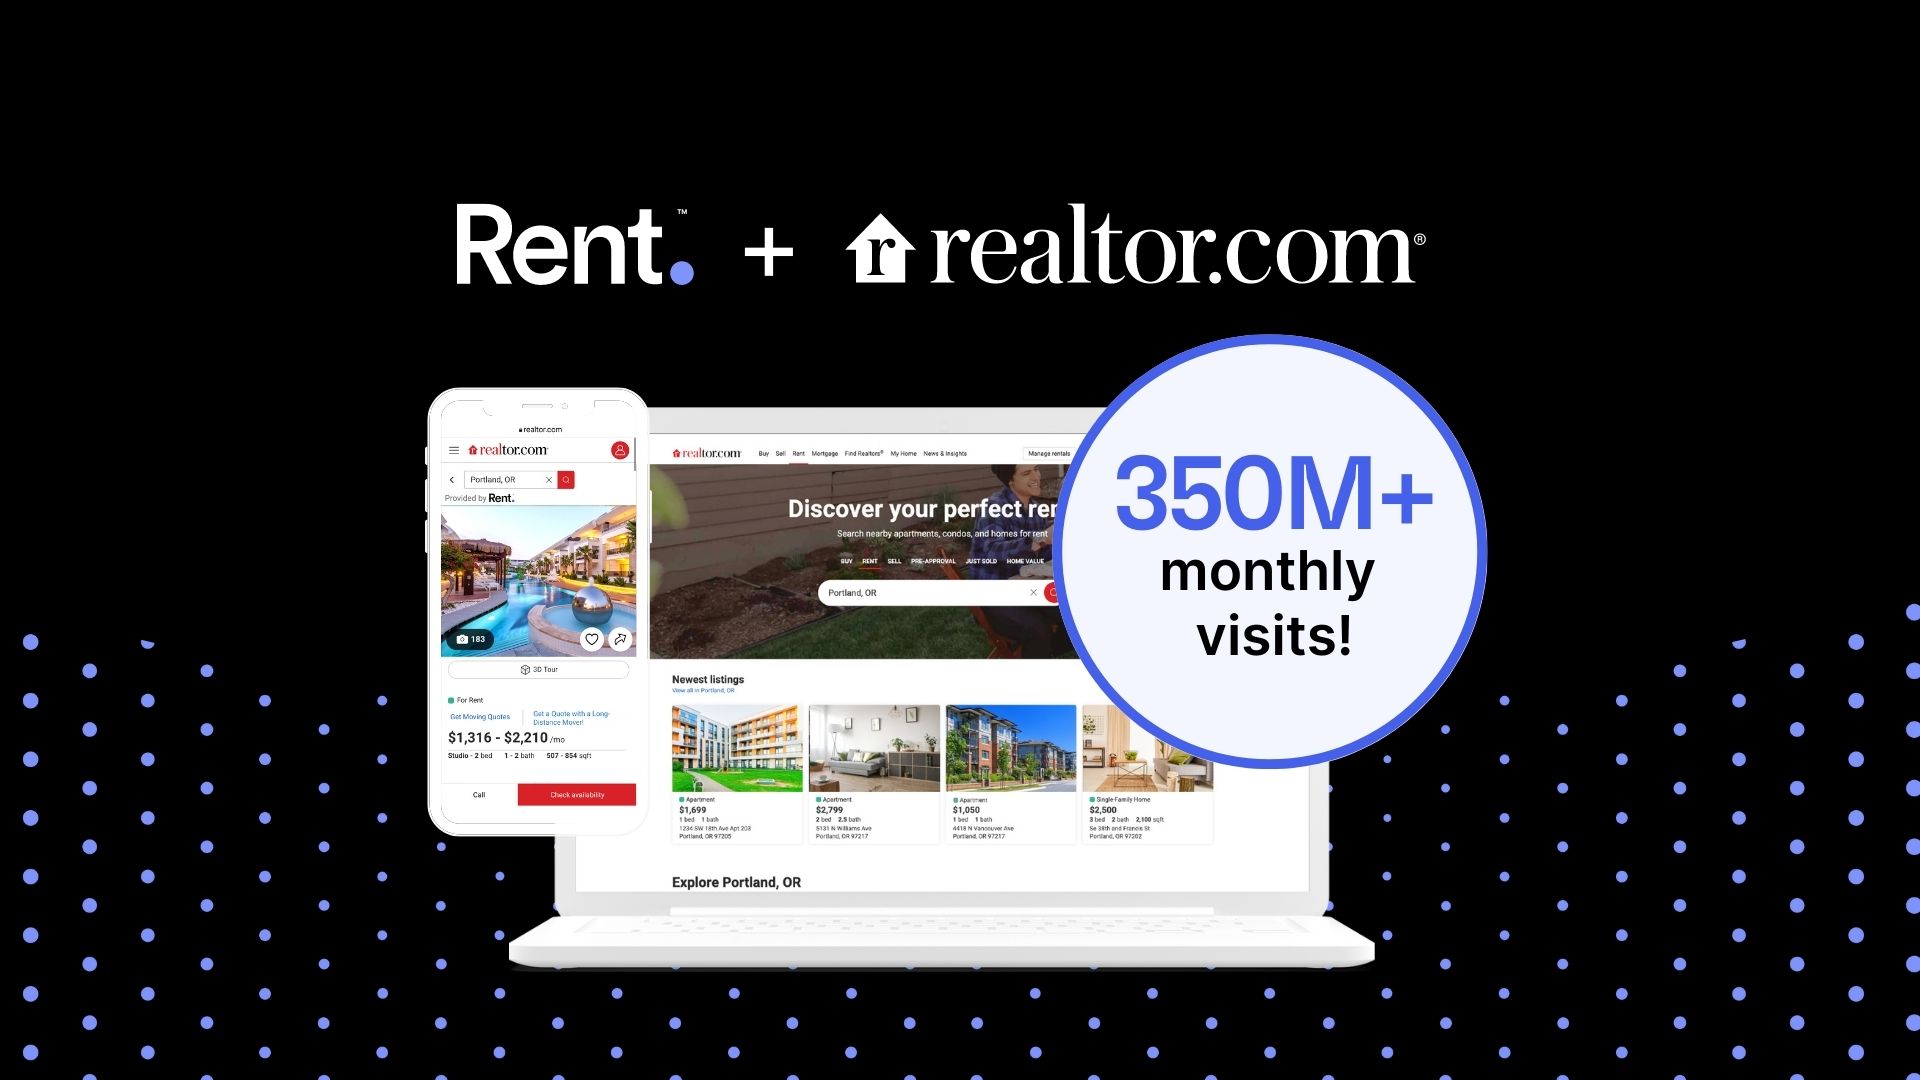 Rent.™ + realtor.com®
realtor.com
realtor.com
Portland, OR
Provided by Rent.
183
3D Tour
For Rent
Get Moving Quotes
Get a Quote with a Long-
Distance Mover!
$1,316 - $2,210 /mo
Studio - 2 bed 1 - 2 bath 507 - 854 sqft
Call
Check availability
realtor.com
Buy Sell Rent Mortgage Find Realtors® My Home News & Insights
Manage rentals
Discover your perfect ren
Search nearby apartments, condos, and homes for rent
BUY RENT SELL PRE-APPROVAL JUST SOLD HOME VALUE
Portland, OR
350M+
monthly
visits!
Newest listings
View all in Portland, OR
Apartment
$1,699
1 bed 1 bath
1234 SW 18th Ave Apt 203
Portland, OR 97205
Apartment
$2,799
2 bed 2.5 bath
5131 N Williams Ave
Portland, OR 97217
Apartment
$1,050
1 bed 1 bath
4418 N Vancouver Ave
Portland, OR 97217
Single-Family Home
$2,500
3 bed 2 bath 2,100 sqft
Se 38th and Francis St
Portland, OR 97202
Explore Portland, OR